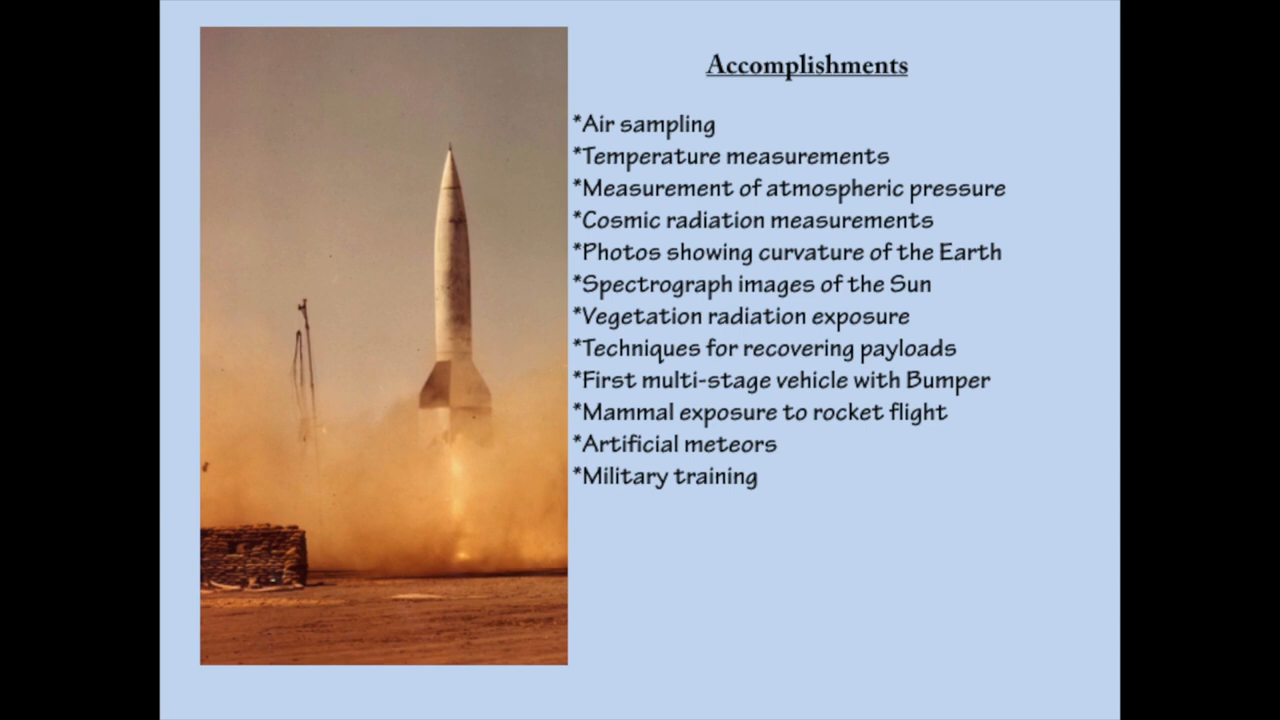 Accomplishments
*Air sampling
*Temperature measurements
*Measurement of atmospheric pressure
*Cosmic radiation measurements
*Photos showing curvature of the Earth
*Spectrograph images of the Sun
*Vegetation radiation exposure
*Techniques for recovering payloads
*First multi-stage vehicle with Bumper
*Mammal exposure to rocket flight
*Artificial meteors
*Military training